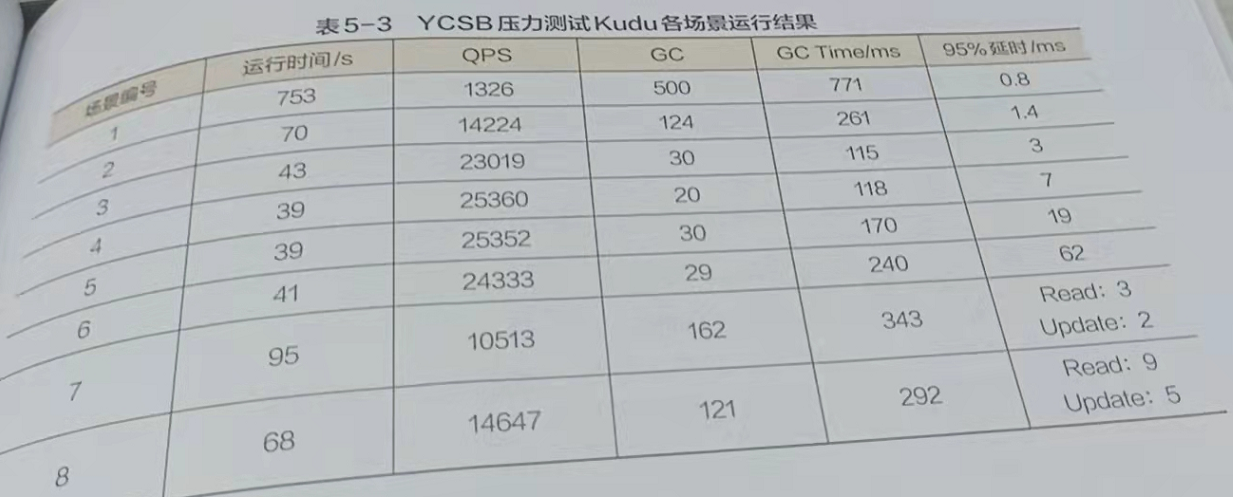 表5-3 YCSB压力测试Kudu各场景运行结果
场景编号 运行时间/s QPS GC GC Time/ms 95%延时/ms
1 753 1326 500 771 0.8
2 70 14224 124 261 1.4
3 43 23019 30 115 3
4 39 25360 20 118 7
5 39 25352 30 170 19
6 41 24333 29 240 62
7 95 10513 162 343 Read: 3
Update: 2
8 68 14647 121 292 Read: 9
Update: 5